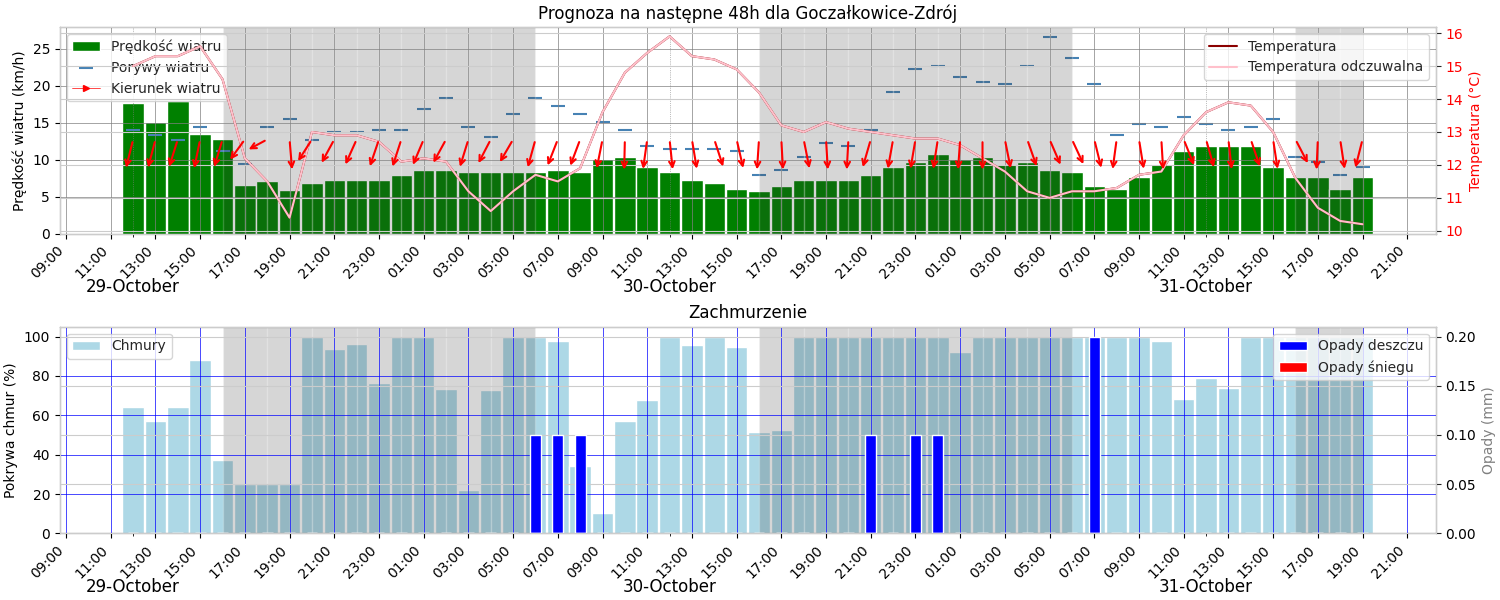 Prognoza na następne 48h dla Goczałkowice-Zdrój
Prędkość wiatru
Porywy wiatru
Kierunek wiatru
Temperatura
Temperatura odczuwalna
Prędkość wiatru (km/h)
25
20
15
10
5
0
16
15
14
13
12
11
10
Temperatura (°C)
09:00 11:00 13:00 15:00 17:00 19:00 21:00 23:00 01:00 03:00 05:00 07:00 09:00 11:00 13:00 15:00 17:00 19:00 21:00 23:00 01:00 03:00 05:00 07:00 09:00 11:00 13:00 15:00 17:00 19:00 21:00
29-October 30-October 31-October
Zachmurzenie
Chmury
Opady deszczu
Opady śniegu
Pokrywa chmur (%)
100
80
60
40
20
0
0.20
0.15
0.10
0.05
0.00
Opady (mm)
09:00 11:00 13:00 15:00 17:00 19:00 21:00 23:00 01:00 03:00 05:00 07:00 09:00 11:00 13:00 15:00 17:00 19:00 21:00 23:00 01:00 03:00 05:00 07:00 09:00 11:00 13:00 15:00 17:00 19:00 21:00
29-October 30-October 31-October